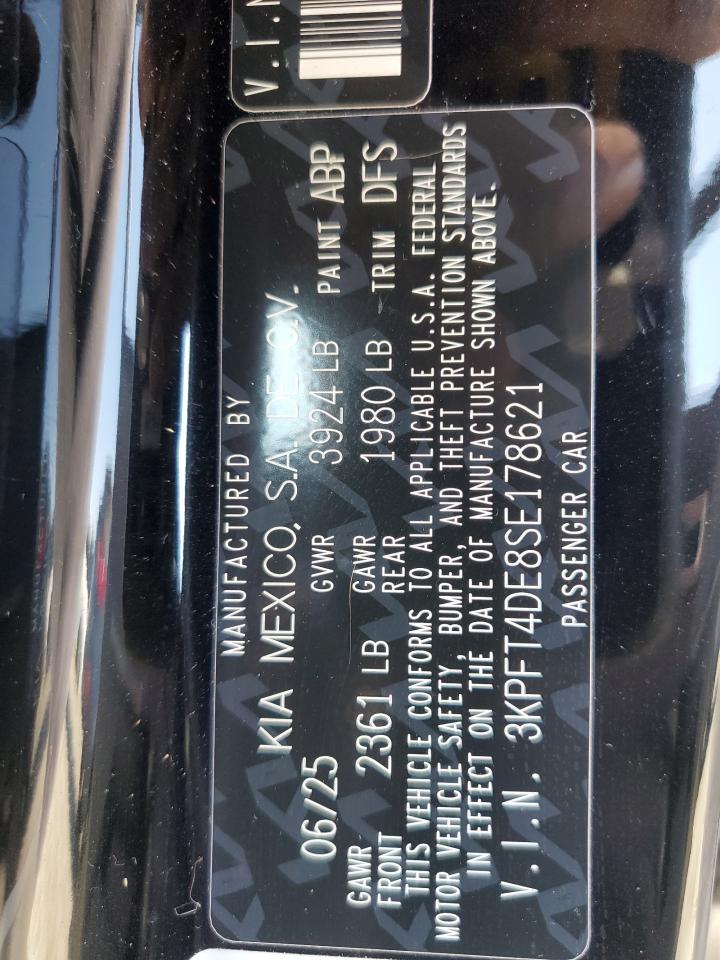 V.I.N
MANUFACTURED BY
KIA MEXICO, S.A. DE C.V.
06/25 GVWR 3924 LB PAINT ABP
GAWR FRONT 2361 LB GAWR REAR 1980 LB TRIM DFS
THIS VEHICLE CONFORMS TO ALL APPLICABLE U.S.A. FEDERAL
MOTOR VEHICLE SAFETY, BUMPER, AND THEFT PREVENTION STANDARDS
IN EFFECT ON THE DATE OF MANUFACTURE SHOWN ABOVE.
V.I.N. 3KPFT4DE8SE178621
PASSENGER CAR